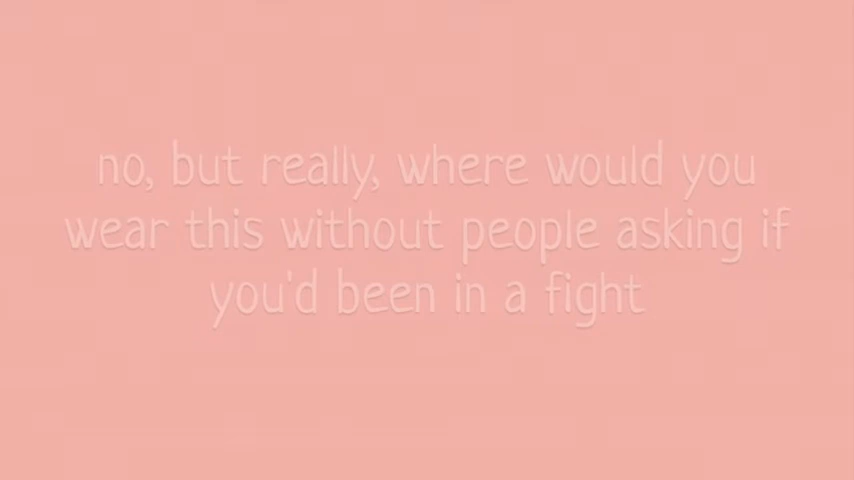 no, but really, where would you
wear this without people asking if
you'd been in a fight